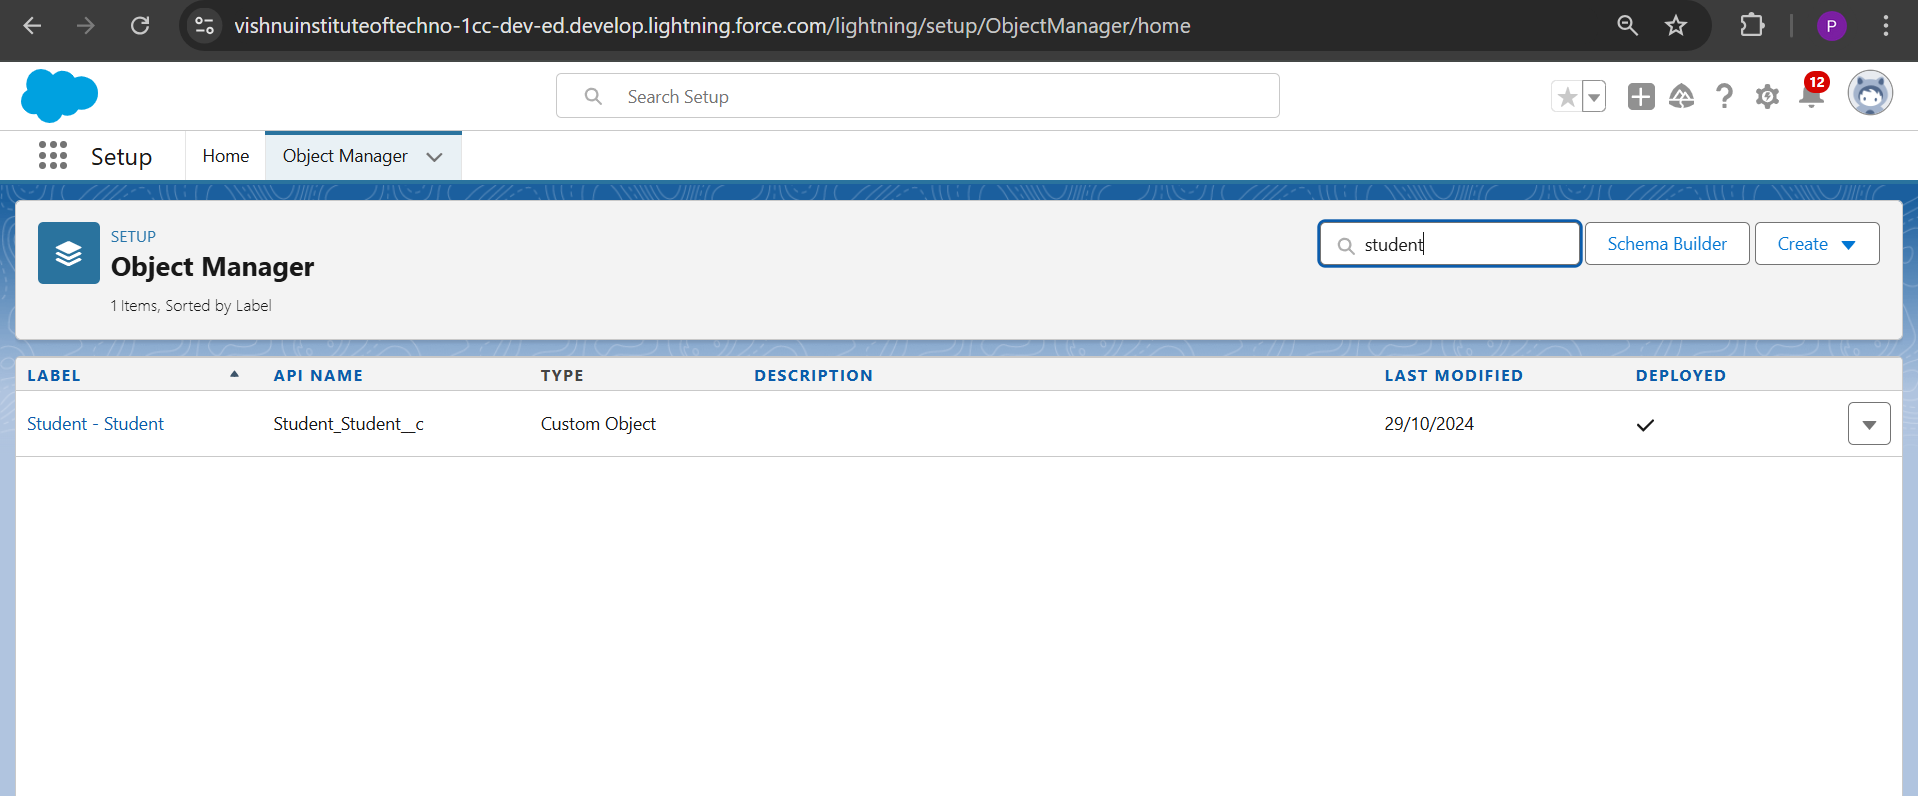 vishnuinstituteoftechno-1cc-dev-ed.develop.lightning.force.com/lightning/setup/ObjectManager/home
P
Search Setup
12
Setup
Home
Object Manager
SETUP
Object Manager
1 Items, Sorted by Label
student
Schema Builder
Create
LABEL API NAME TYPE DESCRIPTION LAST MODIFIED DEPLOYED
Student - Student Student_Student__c Custom Object 29/10/2024